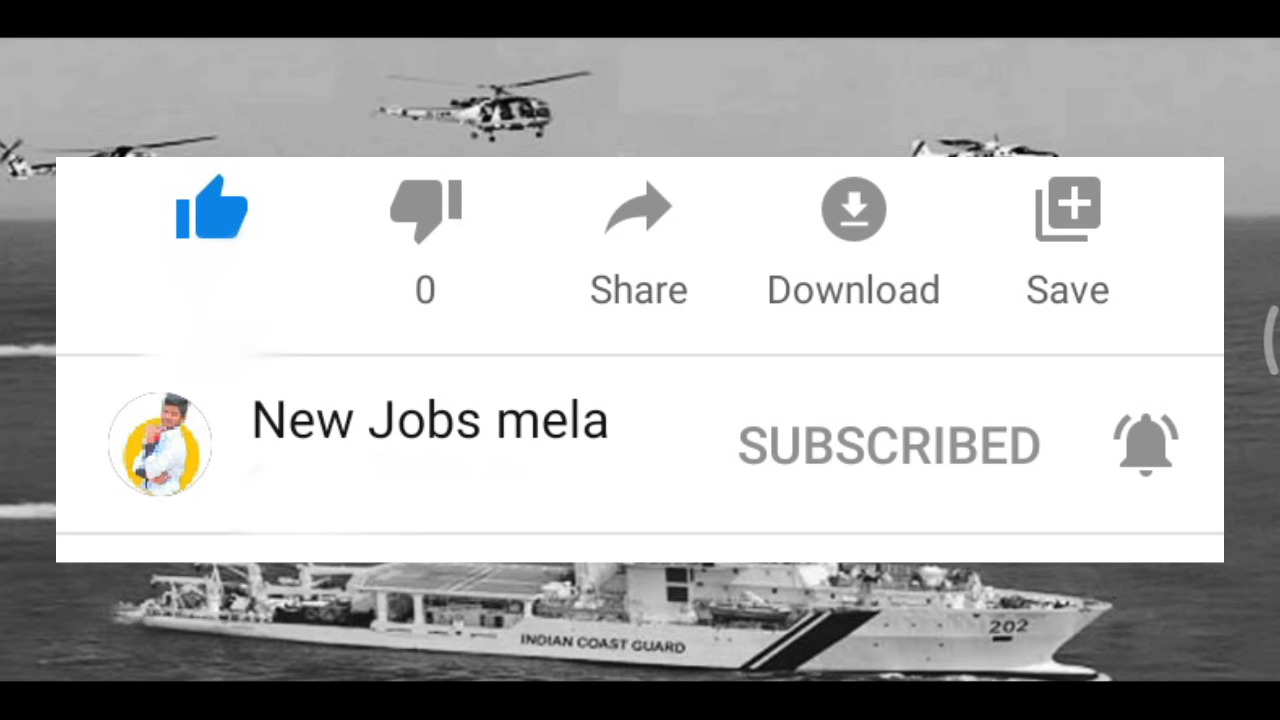 0
Share
Download
Save
New Jobs mela
SUBSCRIBED
INDIAN COAST GUARD
202